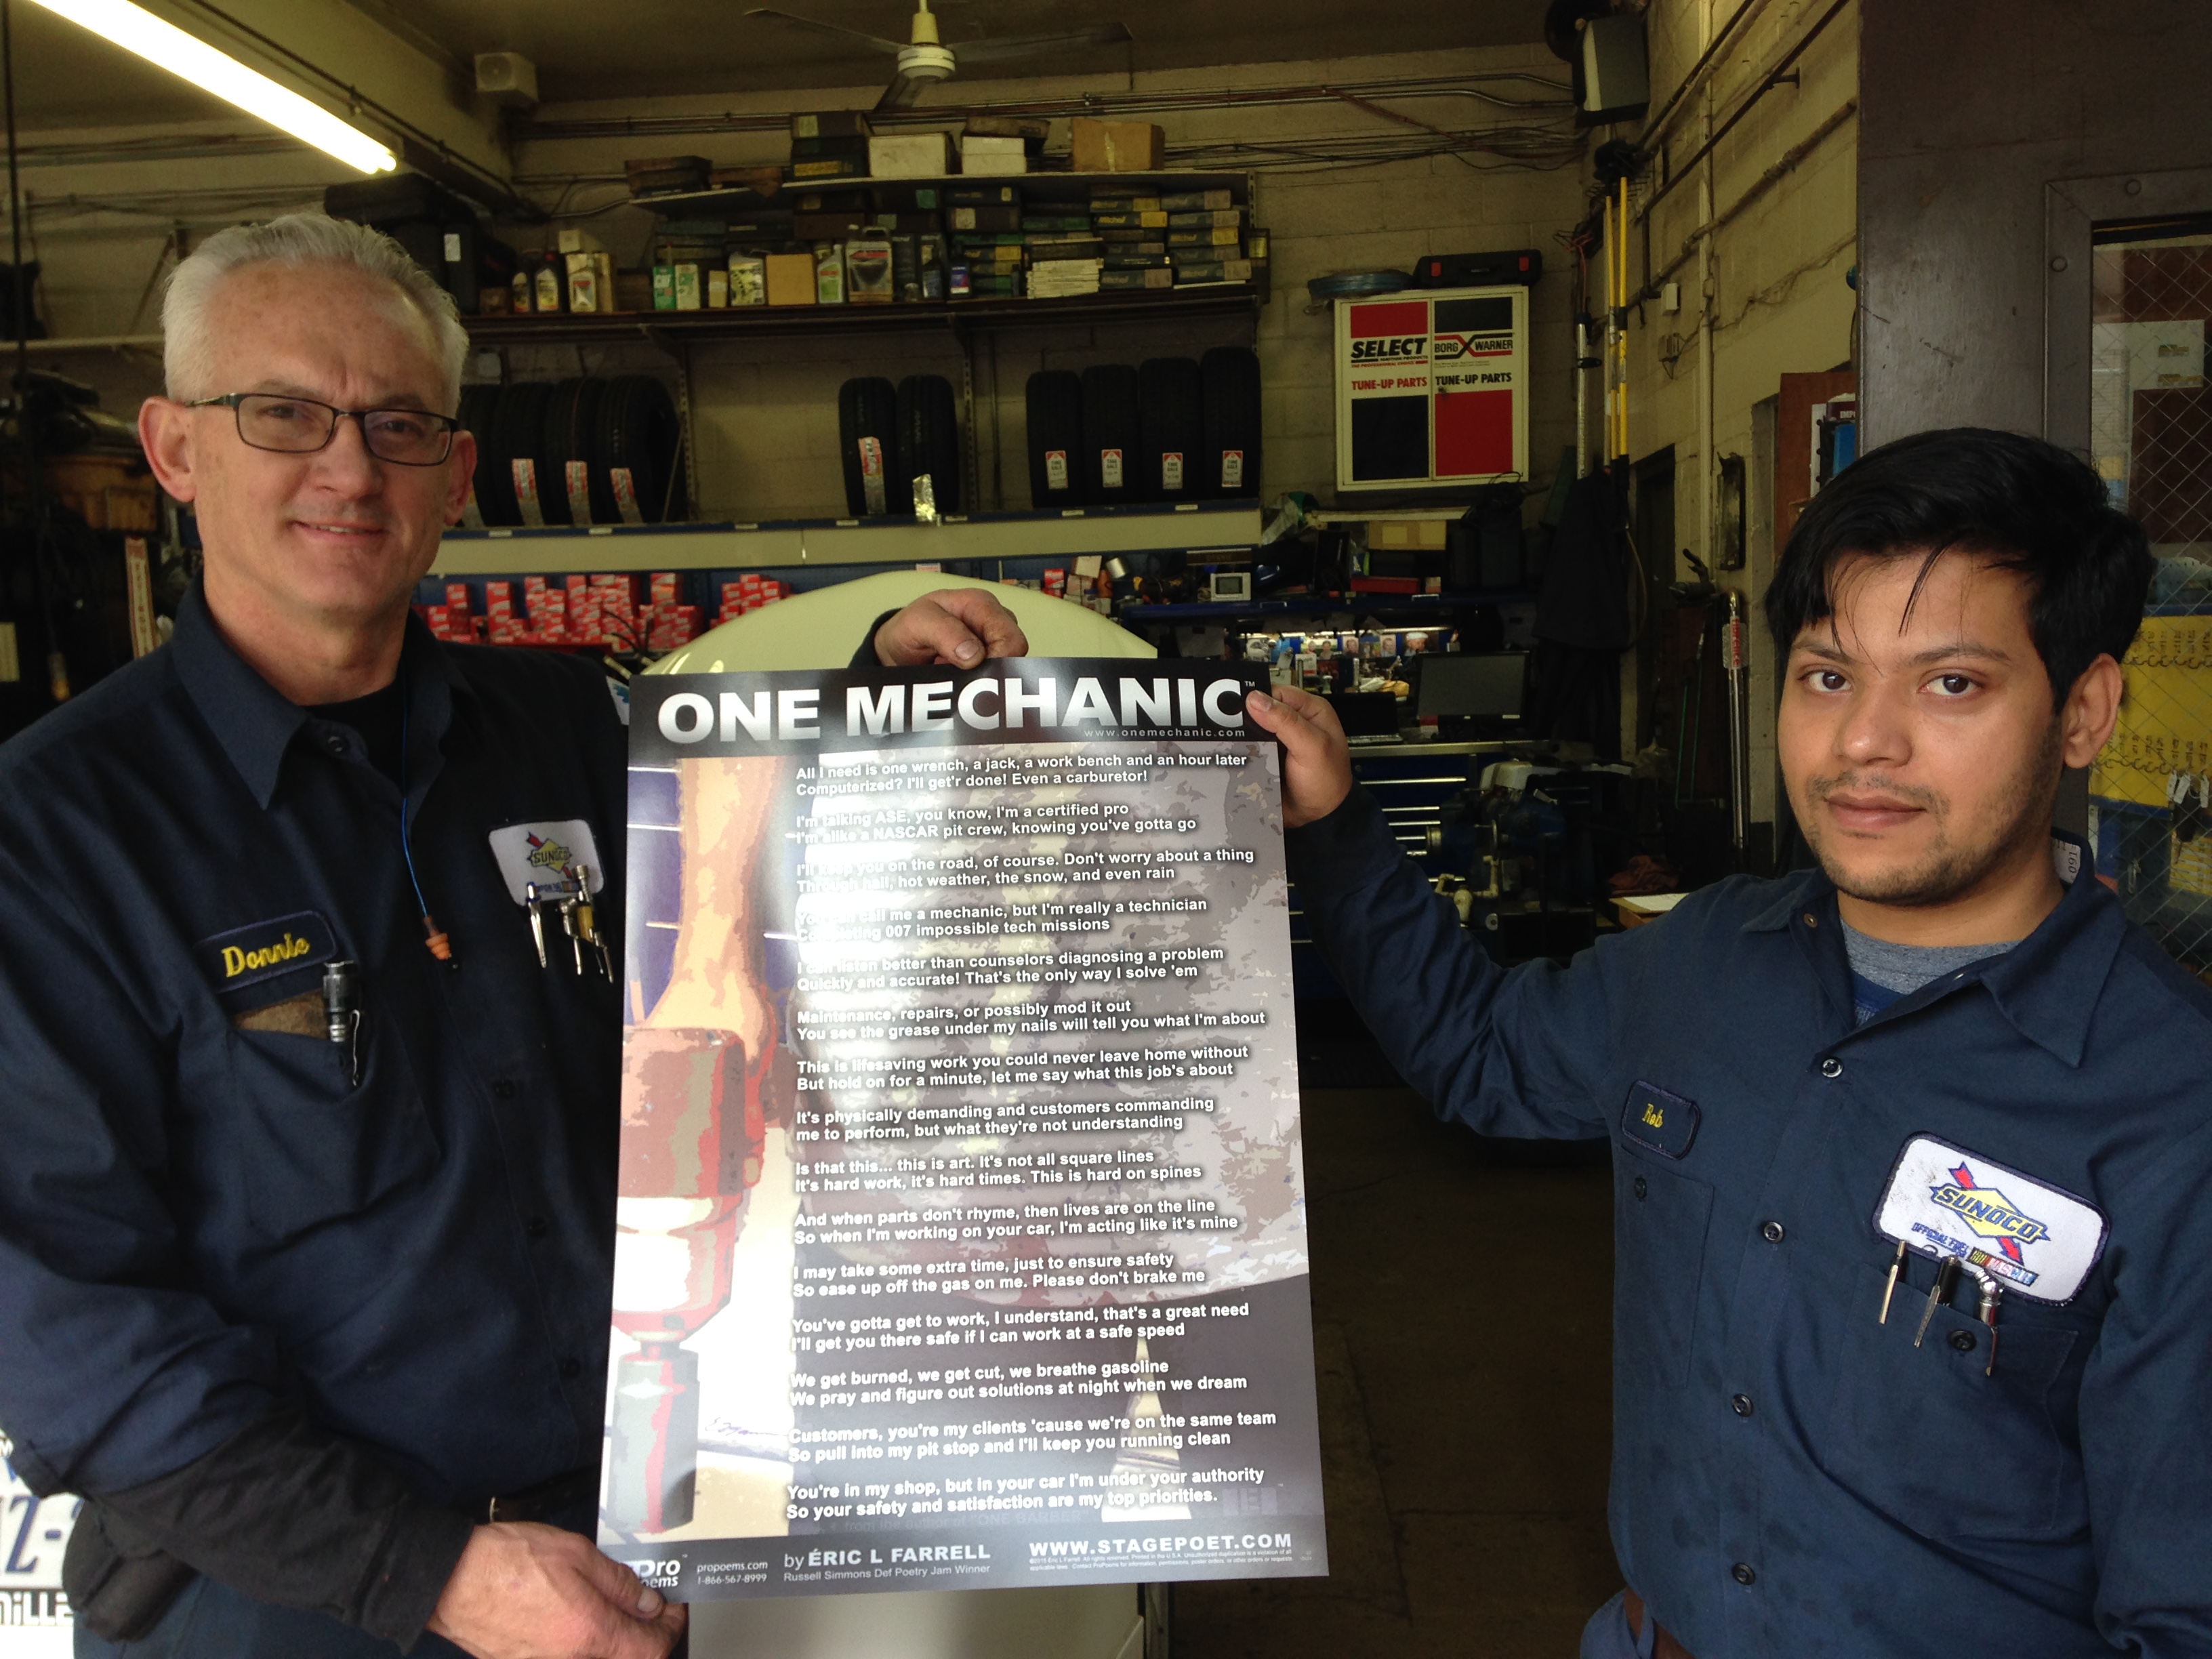 SELECT
TUNE-UP PARTS
BORG WARNER
TUNE-UP PARTS
ONE MECHANIC™
www.onemechanic.com
All I need is one wrench, a jack, a work bench and an hour later
Computerized? I'll get'r done! Even a carburetor!
I'm talking ASE, you know, I'm a certified pro
I'm alike a NASCAR pit crew, knowing you've gotta go
I'll keep you on the road, of course. Don't worry about a thing
Through hail, hot weather, the snow, and even rain
You can call me a mechanic, but I'm really a technician
Completing 007 impossible tech missions
I can listen better than counselors diagnosing a problem
Quickly and accurate! That's the only way I solve 'em
Maintenance, repairs, or possibly mod it out
You see the grease under my nails will tell you what I'm about
This is lifesaving work you could never leave home without
But hold on for a minute, let me say what this job's about
It's physically demanding and customers commanding
me to perform, but what they're not understanding
Is that this... this is art. It's not all square lines
It's hard work, it's hard times. This is hard on spines
And when parts don't rhyme, then lives are on the line
So when I'm working on your car, I'm acting like it's mine
I may take some extra time, just to ensure safety
So ease up off the gas on me. Please don't brake me
You've gotta get to work, I understand, that's a great need
I'll get you there safe if I can work at a safe speed
We get burned, we get cut, we breathe gasoline
We pray and figure out solutions at night when we dream
Customers, you're my clients 'cause we're on the same team
So pull into my pit stop and I'll keep you running clean
You're in my shop, but in your car I'm under your authority
So your safety and satisfaction are my top priorities.
from the author of "ONE BARBER"
Pro
oems
propoems.com
1-866-567-8999
by ÉRIC L FARRELL
Russell Simmons Def Poetry Jam Winner
WWW.STAGEPOET.COM
Donnie
SUNOCO
Rob
SUNOCO
OFFICIAL FUEL
NASCAR